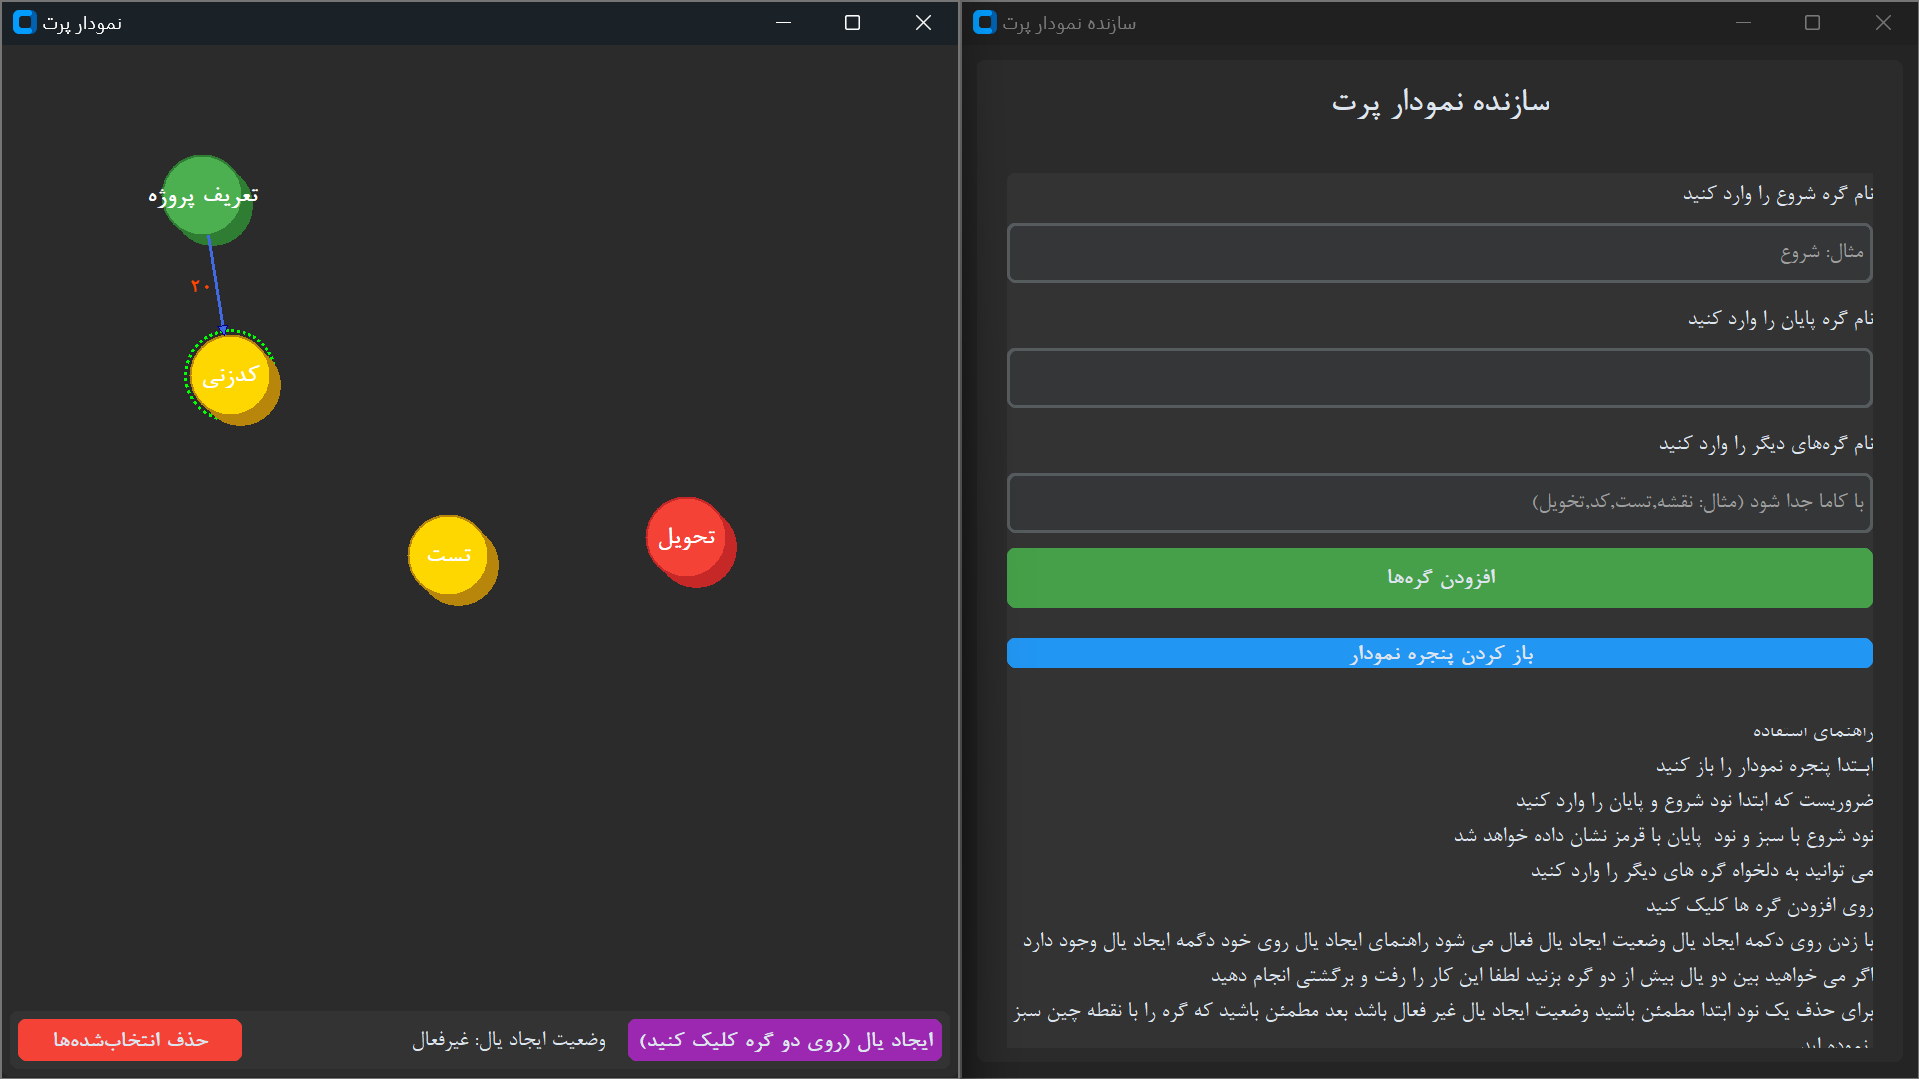 نمودار پرت
تعریف پروژه
۲۰
کدزنی
تست
تحویل
حذف انتخاب‌شده‌ها
وضعیت ایجاد یال: غیرفعال
ایجاد یال (روی دو گره کلیک کنید)
سازنده نمودار پرت
سازنده نمودار پرت
نام گره شروع را وارد کنید
مثال: شروع
نام گره پایان را وارد کنید
نام گره‌های دیگر را وارد کنید
با کاما جدا شود (مثال: نقشه,تست,کد,تخویل)
افزودن گره‌ها
باز کردن پنجره نمودار
راهنمای استفاده
ابتدا پنجره نمودار را باز کنید
ضروریست که ابتدا نود شروع و پایان را وارد کنید
نود شروع با سبز و نود  پایان با قرمز نشان داده خواهد شد
می توانید به دلخواه گره های دیگر را وارد کنید
روی افزودن گره ها کلیک کنید
با زدن روی دکمه ایجاد یال وضعیت ایجاد یال فعال می شود راهنمای ایجاد یال روی خود دگمه ایجاد یال وجود دارد
اگر می خواهید بین دو یال بیش از دو گره بزنید لطفا این کار را رفت و برگشتی انجام دهید
برای حذف یک نود ابتدا مطمئن باشید وضعیت ایجاد یال غیر فعال باشد بعد مطمئن باشید که گره را با نقطه چین سبز
نموده اید